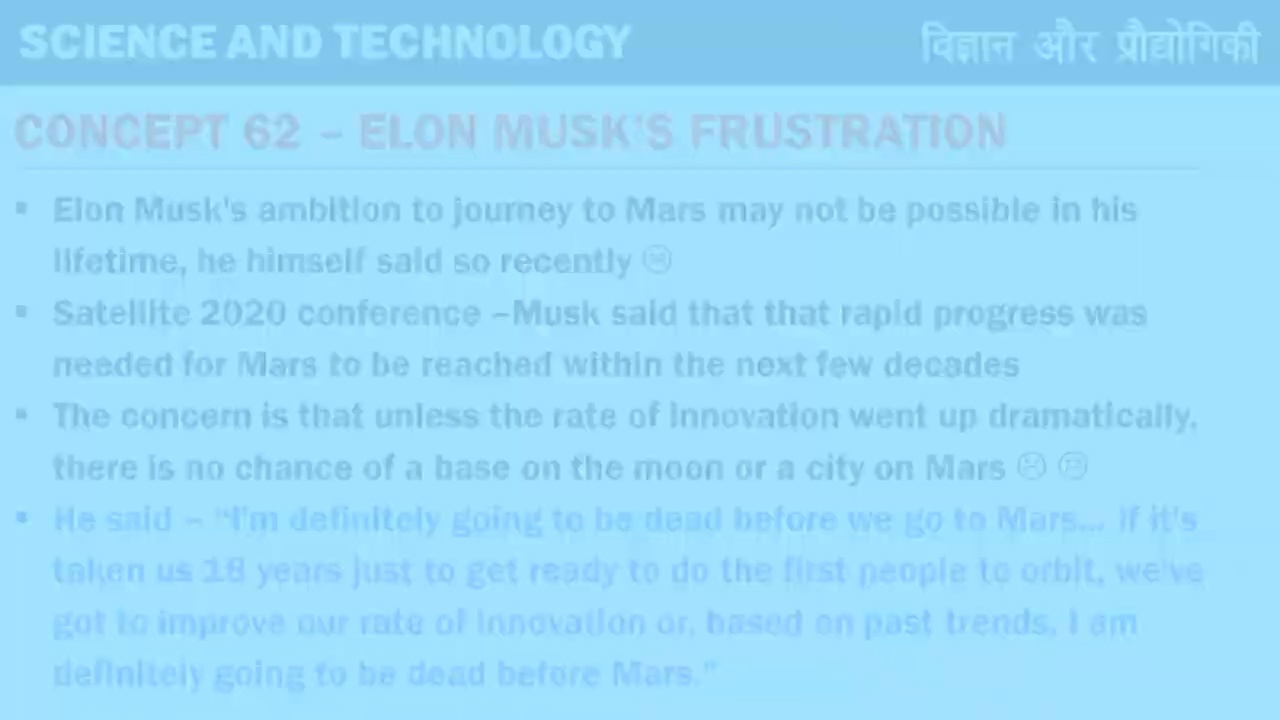 SCIENCE AND TECHNOLOGY
विज्ञान और प्रौद्योगिकी
CONCEPT 62 – ELON MUSK'S FRUSTRATION
▪ Elon Musk's ambition to journey to Mars may not be possible in his
lifetime, he himself said so recently ☹
▪ Satellite 2020 conference –Musk said that that rapid progress was
needed for Mars to be reached within the next few decades
▪ The concern is that unless the rate of innovation went up dramatically,
there is no chance of a base on the moon or a city on Mars ☹ ☹
▪ He said – “I'm definitely going to be dead before we go to Mars... If it's
taken us 18 years just to get ready to do the first people to orbit, we've
got to improve our rate of innovation or, based on past trends, I am
definitely going to be dead before Mars.”